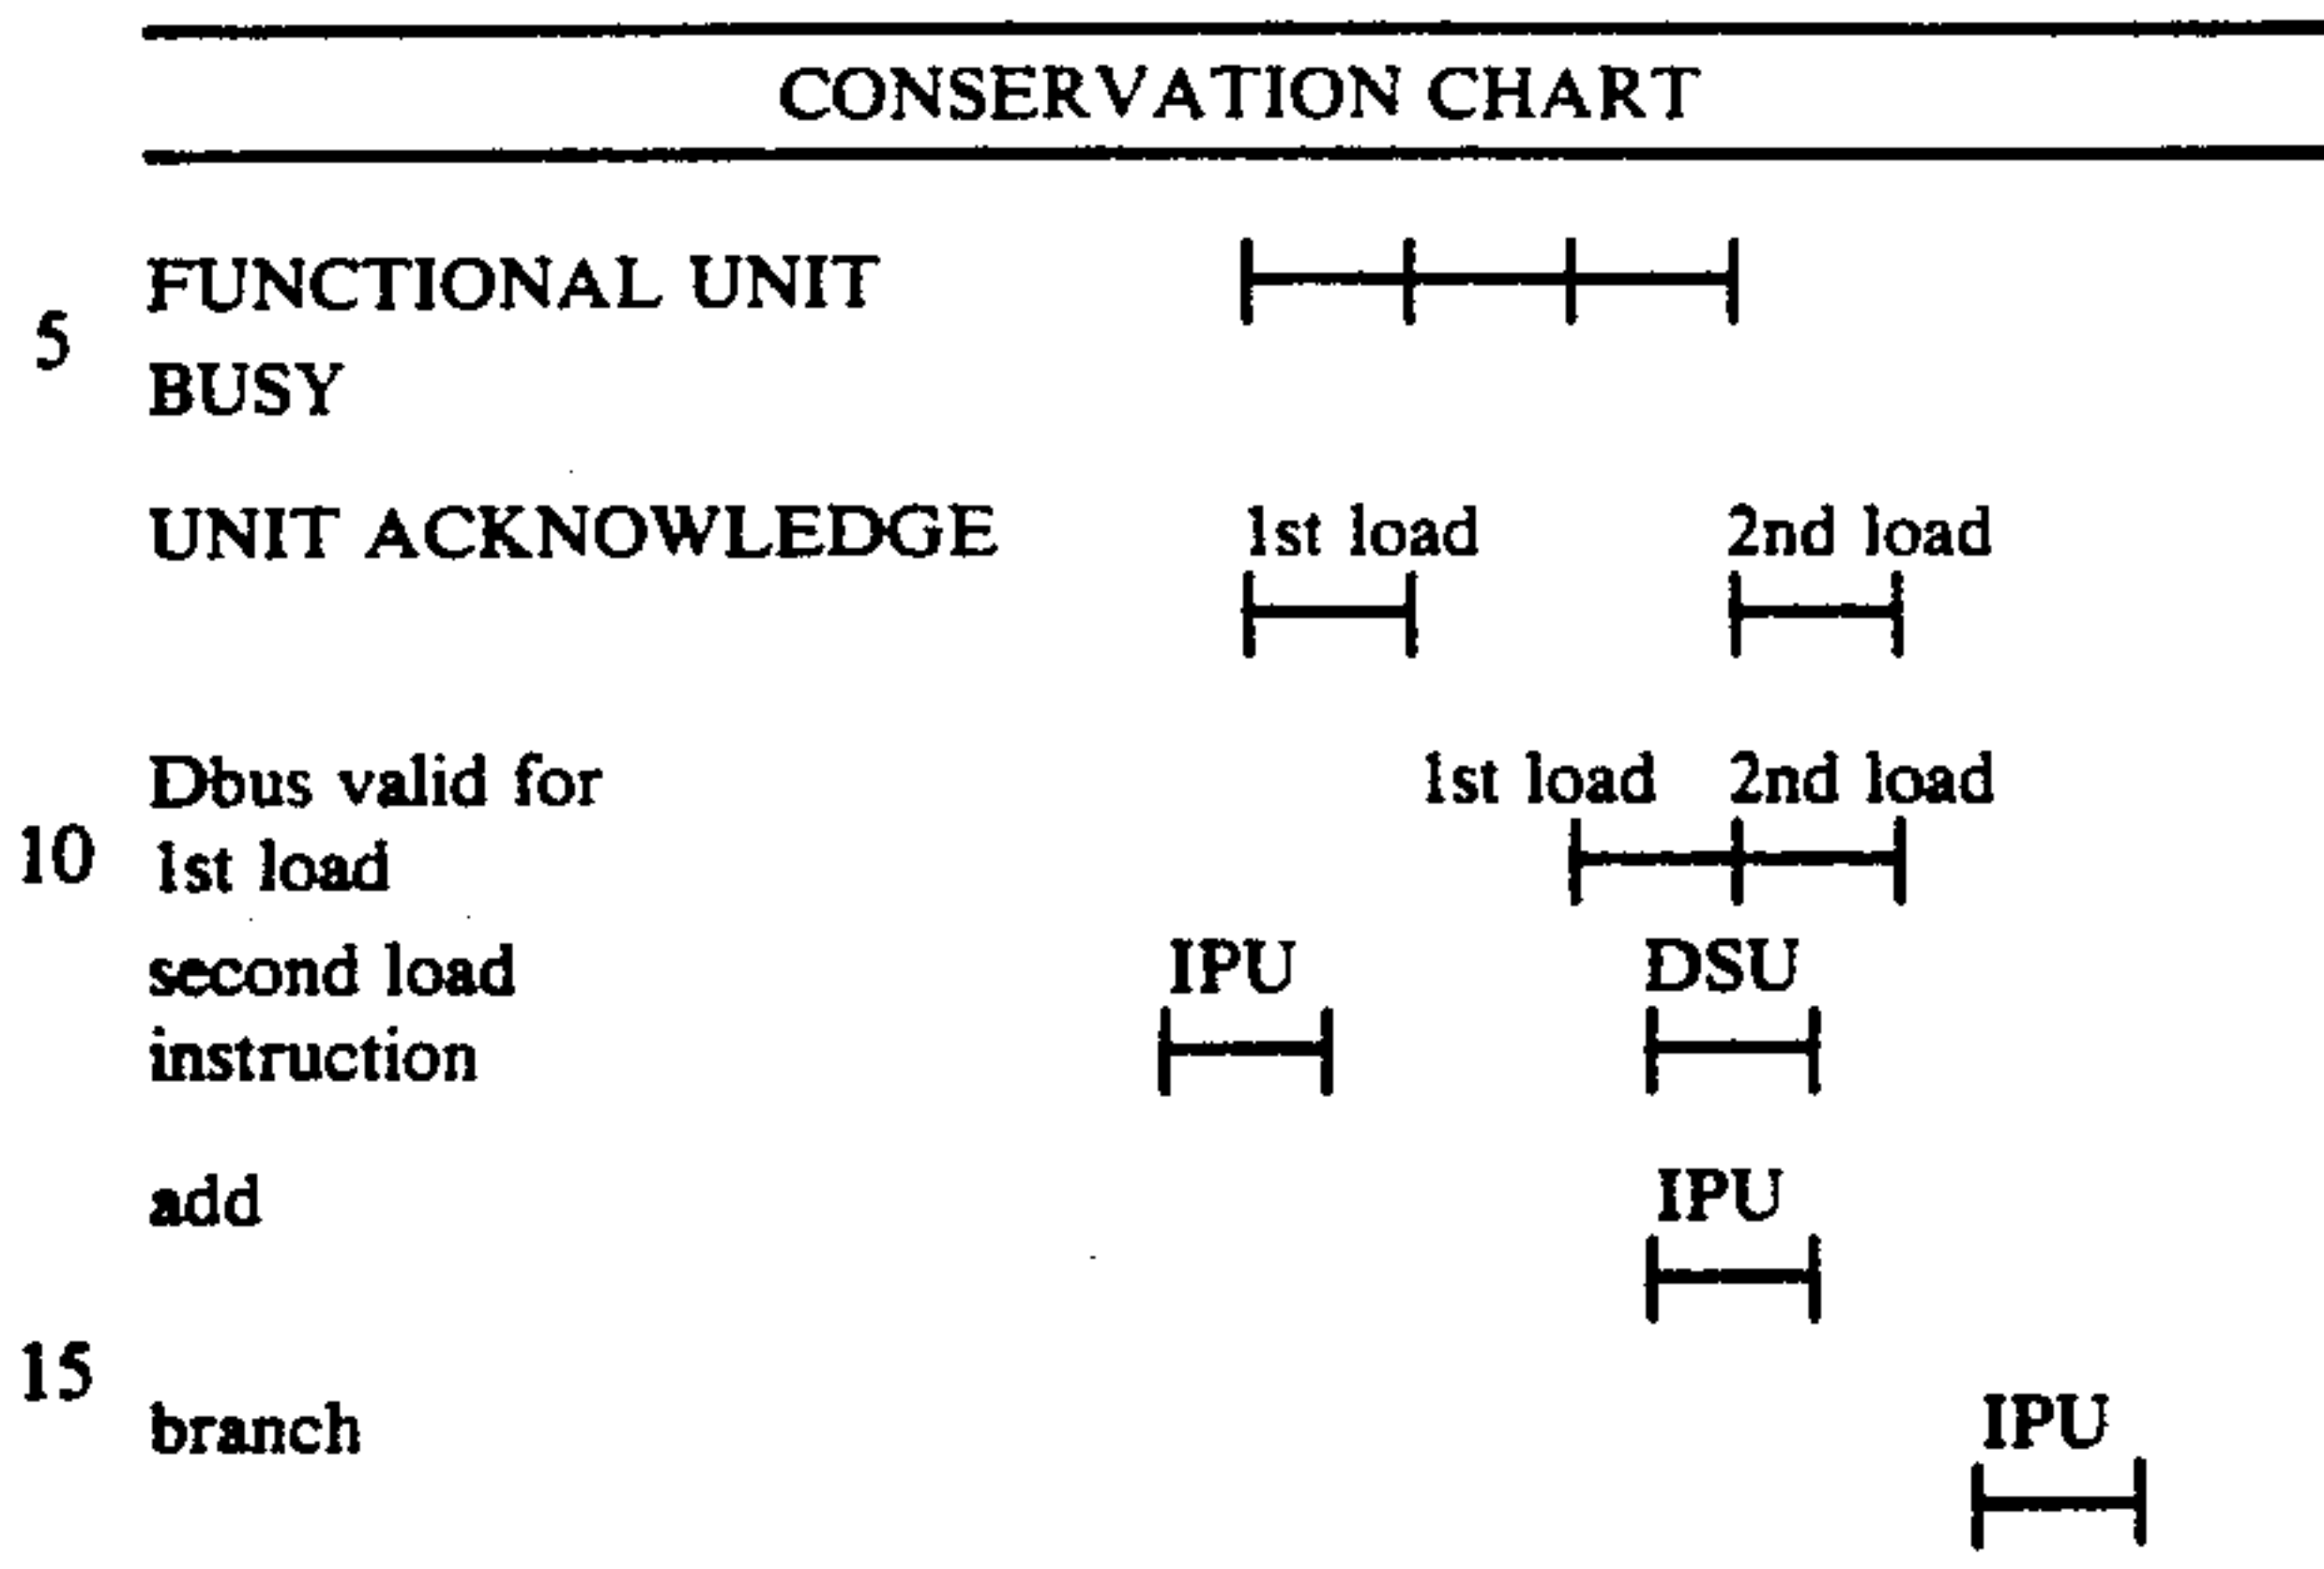 CONSERVATION CHART
FUNCTIONAL UNIT
5
BUSY
UNIT ACKNOWLEDGE 1st load 2nd load
Dbus valid for 1st load 2nd load
10 1st load
second load IPU DSU
instruction
add IPU
15
branch IPU